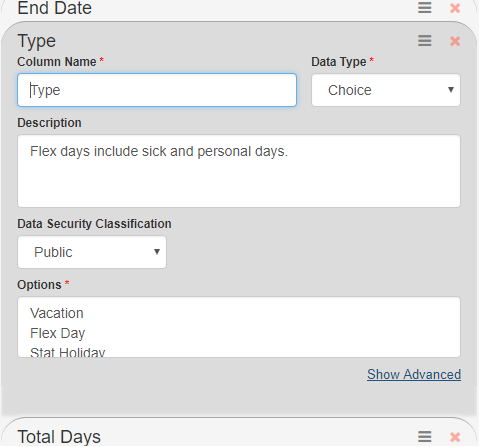 End Date
Type
Column Name *
Data Type *
Type
Choice
Description
Flex days include sick and personal days.
Data Security Classification
Public
Options *
Vacation
Flex Day
Stat Holiday
Show Advanced
Total Days